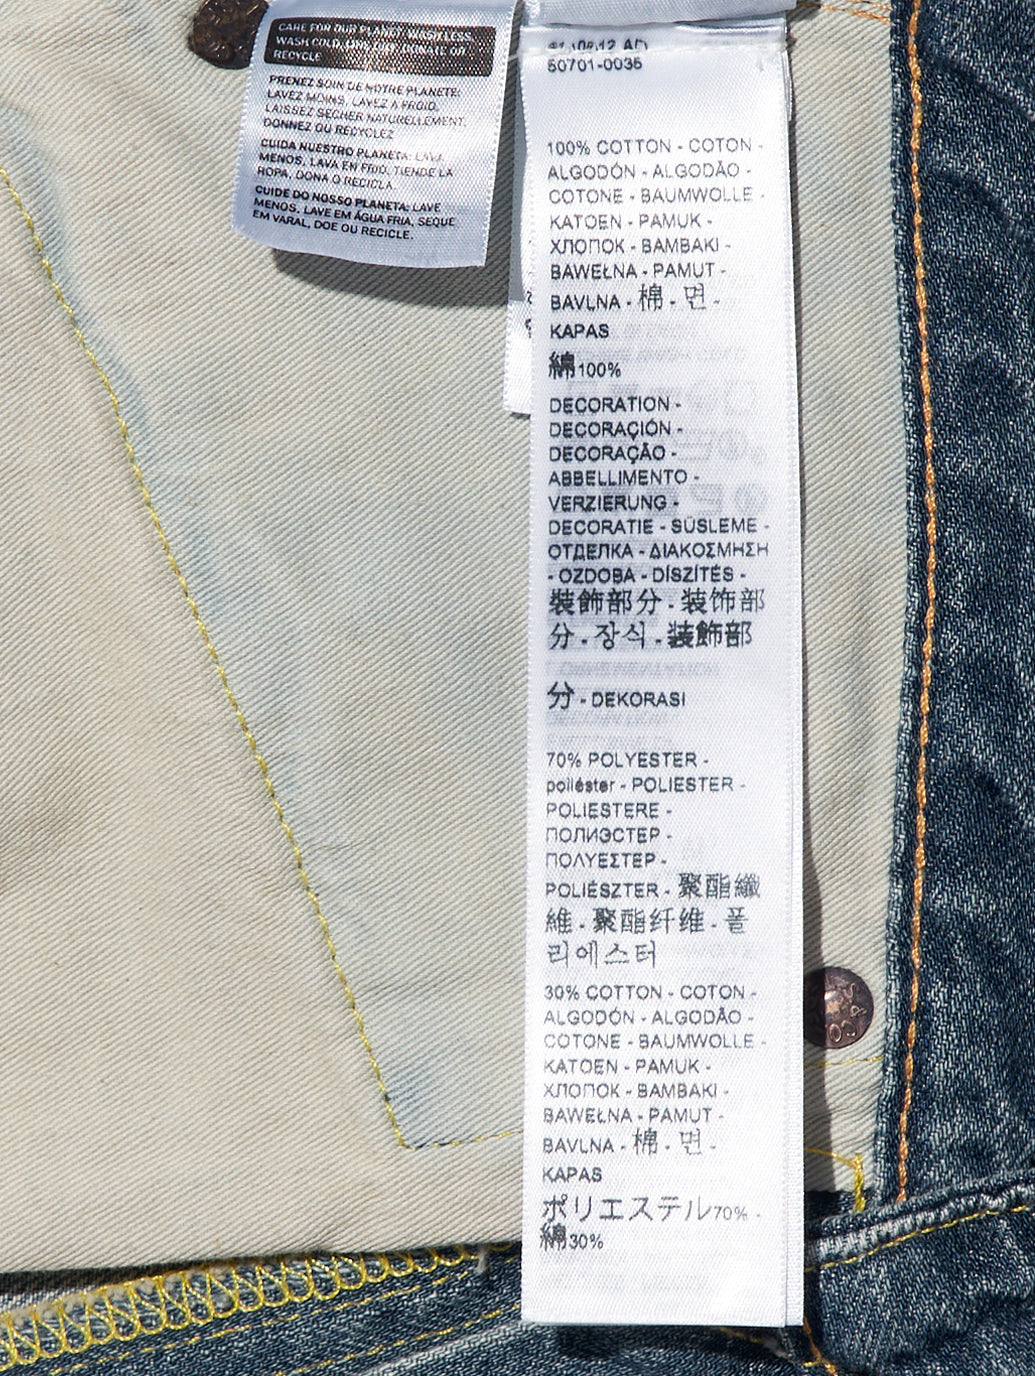 CARE FOR OUR PLANET: WASH LESS,
WASH COLD, LINE DRY, DONATE OR
RECYCLE
PRENEZ SOIN DE NOTRE PLANETE:
LAVEZ MOINS, LAVEZ A FROID,
LAISSEZ SECHER NATURELLEMENT,
DONNEZ OU RECYCLEZ
CUIDA NUESTRO PLANETA: LAVA
MENOS, LAVA EN FRIO, TIENDE LA
ROPA, DONA O RECICLA.
CUIDE DO NOSSO PLANETA: LAVE
MENOS, LAVE EM ÁGUA FRIA, SEQUE
EM VARAL, DOE OU RECICLE.
AD
50701-0035
100% COTTON - COTON -
ALGODÓN - ALGODÃO -
COTONE - BAUMWOLLE -
KATOEN - PAMUK -
ХЛОПОК - ΒΑΜΒΑΚΙ -
BAWEŁNA - PAMUT -
BAVLNA - 棉 - 면 -
KAPAS
綿100%
DECORATION -
DECORAÇIÓN -
DECORAÇÃO -
ABBELLIMENTO -
VERZIERUNG -
DECORATIE - SÜSLEME -
ОТДЕЛКА - ΔΙΑΚΟΣΜΗΣΗ
- OZDOBA - DÍSZÍTÉS -
裝飾部分 - 装饰部
分 - 장식 - 装飾部
分 - DEKORASI
70% POLYESTER -
poliéster - POLIESTER -
POLIESTERE -
ПОЛИЭСТЕР -
ΠΟΛΥΕΣΤΕΡ -
POLIÉSZTER - 聚酯纖
維 - 聚酯纤维 - 폴
리에스터
30% COTTON - COTON -
ALGODÓN - ALGODÃO -
COTONE - BAUMWOLLE -
KATOEN - PAMUK -
ХЛОПОК - ΒΑΜΒΑΚΙ -
BAWEŁNA - PAMUT -
BAVLNA - 棉 - 면 -
KAPAS
ポリエステル70% -
綿30%